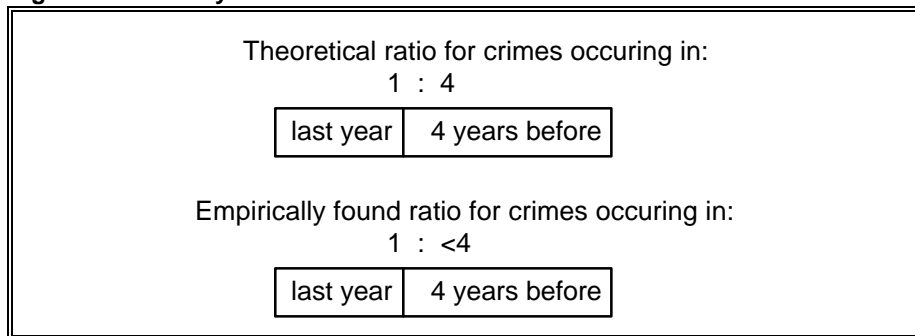 Theoretical ratio for crimes occuring in:
1 : 4
last year 4 years before
Empirically found ratio for crimes occuring in:
1 : <4
last year 4 years before